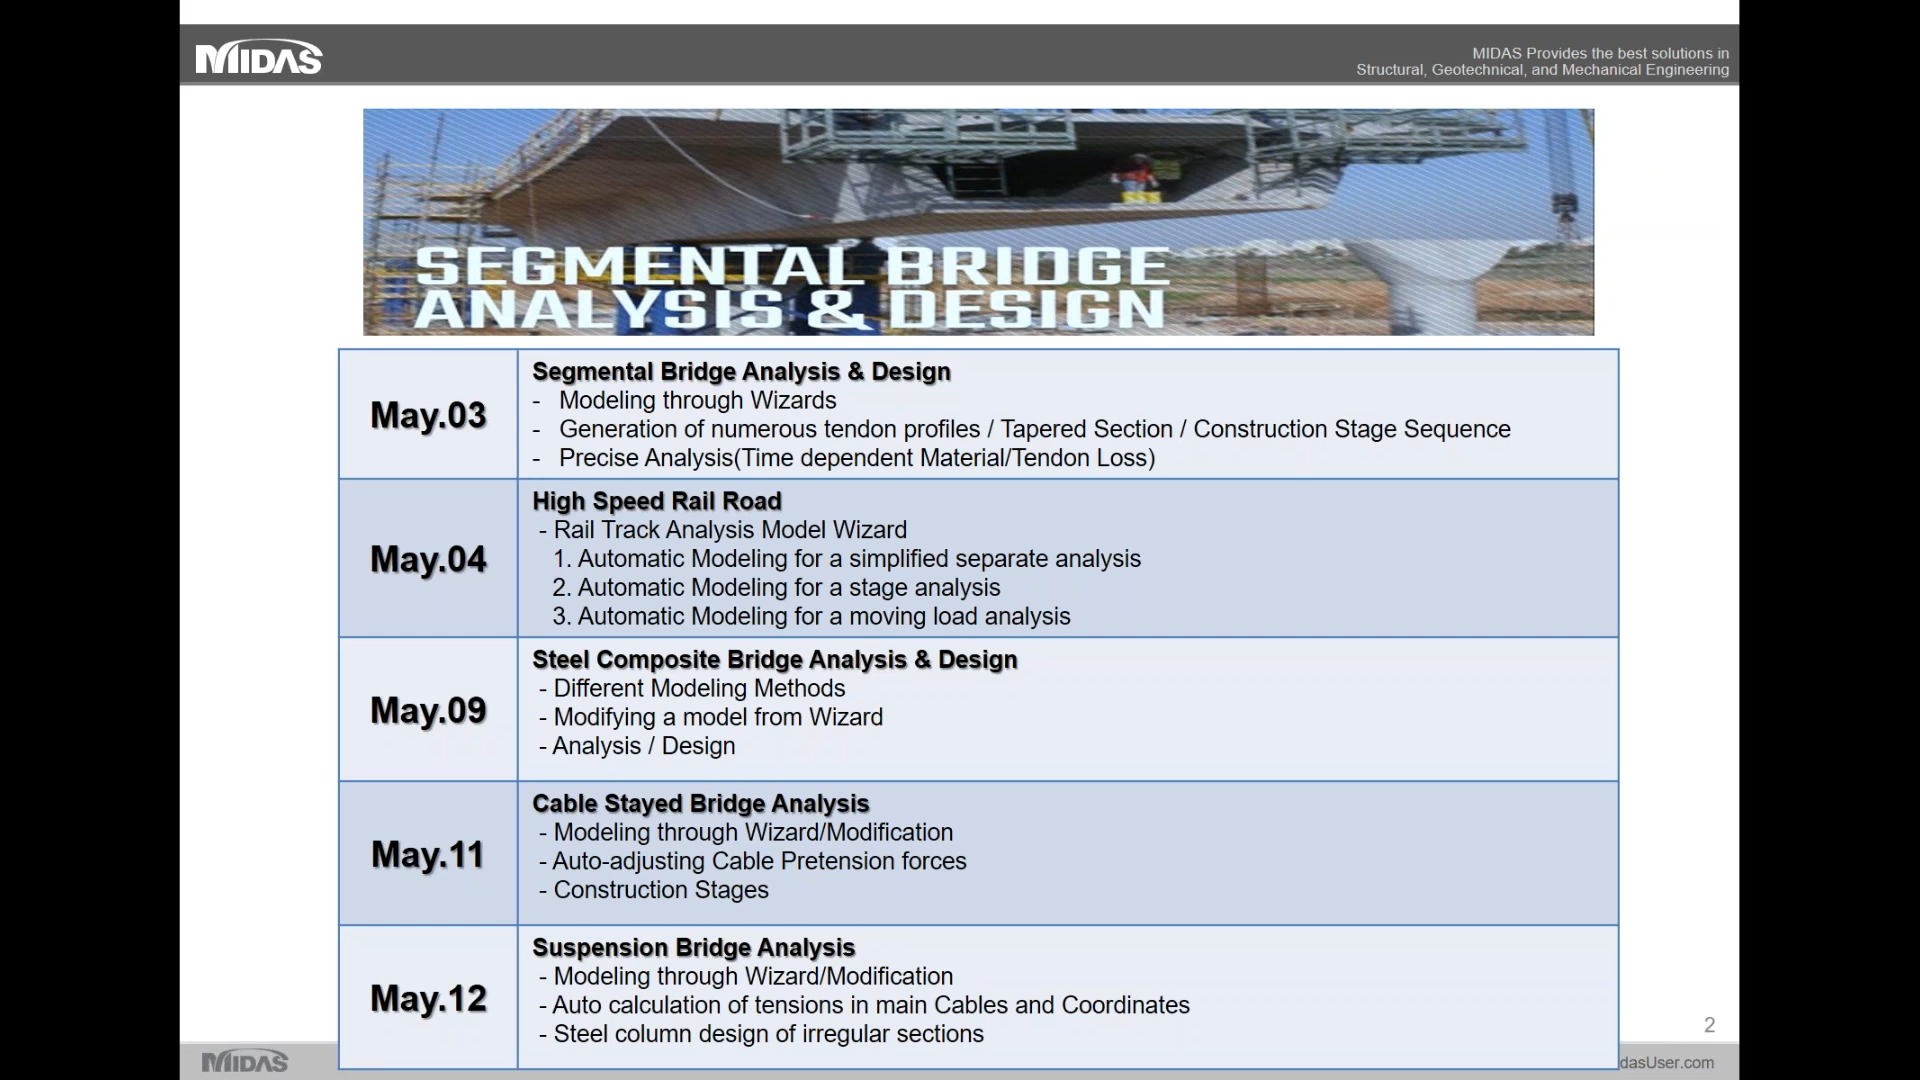 MIDAS
MIDAS Provides the best solutions in
Structural, Geotechnical, and Mechanical Engineering
SEGMENTAL BRIDGE
ANALYSIS & DESIGN
May.03
Segmental Bridge Analysis & Design
- Modeling through Wizards
- Generation of numerous tendon profiles / Tapered Section / Construction Stage Sequence
- Precise Analysis(Time dependent Material/Tendon Loss)
May.04
High Speed Rail Road
- Rail Track Analysis Model Wizard
1. Automatic Modeling for a simplified separate analysis
2. Automatic Modeling for a stage analysis
3. Automatic Modeling for a moving load analysis
May.09
Steel Composite Bridge Analysis & Design
- Different Modeling Methods
- Modifying a model from Wizard
- Analysis / Design
May.11
Cable Stayed Bridge Analysis
- Modeling through Wizard/Modification
- Auto-adjusting Cable Pretension forces
- Construction Stages
May.12
Suspension Bridge Analysis
- Modeling through Wizard/Modification
- Auto calculation of tensions in main Cables and Coordinates
- Steel column design of irregular sections
2
MIDAS
dasUser.com